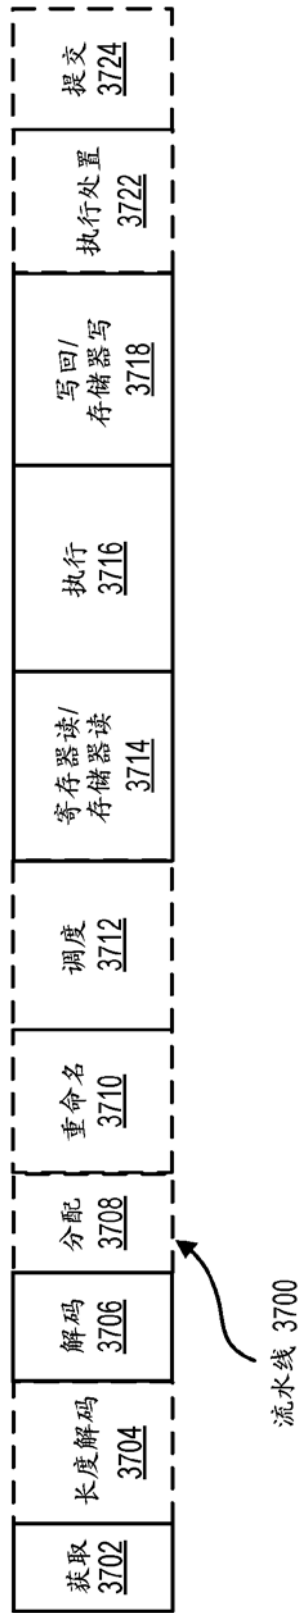 获取
3702
长度解码
3704
解码
3706
分配
3708
重命名
3710
调度
3712
寄存器读/
存储器读
3714
执行
3716
写回/
存储器写
3718
执行处置
3722
提交
3724
流水线 3700